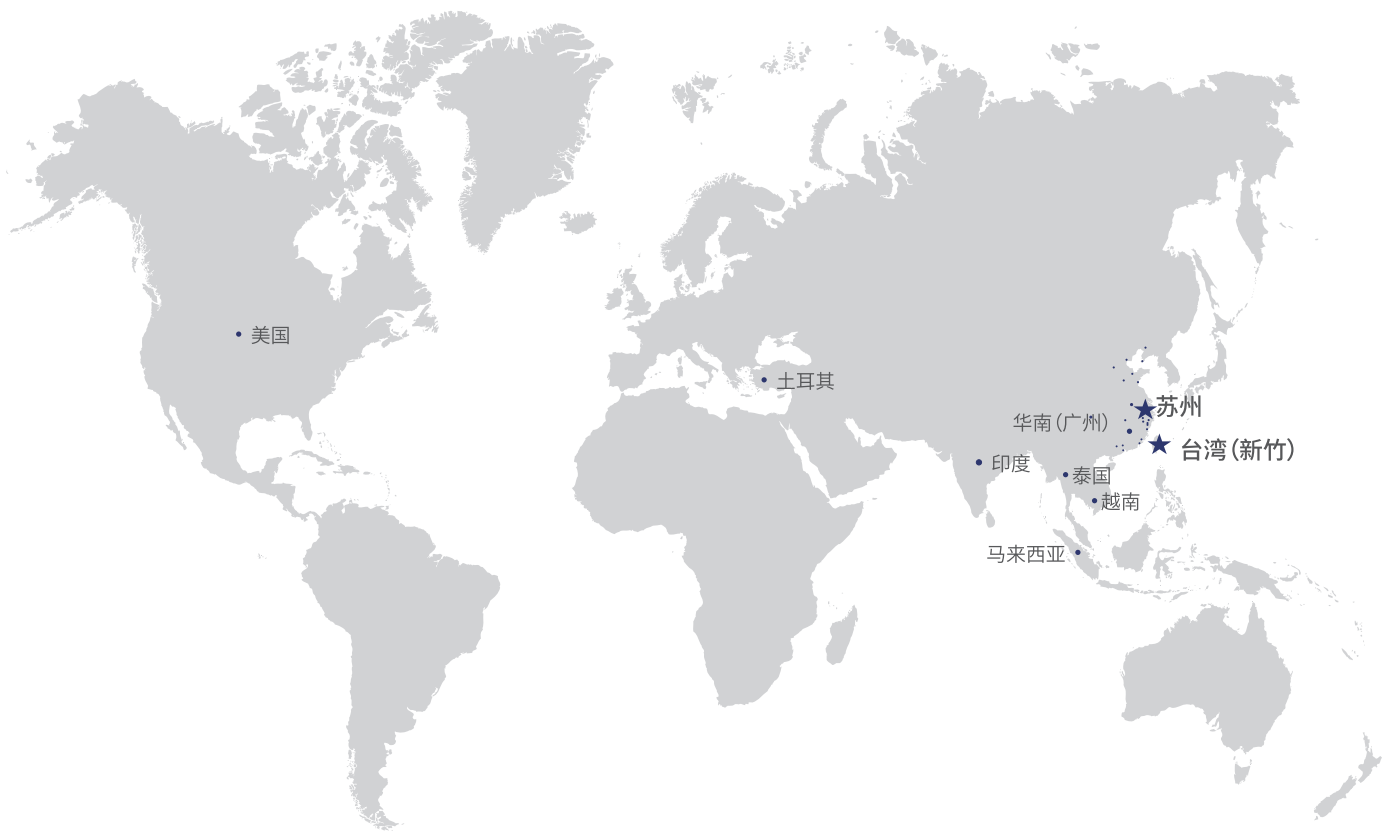 美国
土耳其
苏州
华南(广州)
台湾(新竹)
印度
泰国
越南
马来西亚